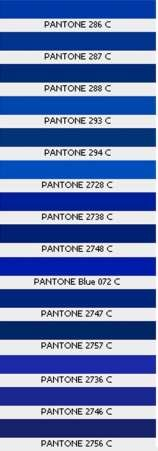 PANTONE 286 C
PANTONE 287 C
PANTONE 288 C
PANTONE 293 C
PANTONE 294 C
PANTONE 2728 C
PANTONE 2738 C
PANTONE 2748 C
PANTONE Blue 072 C
PANTONE 2747 C
PANTONE 2757 C
PANTONE 2736 C
PANTONE 2746 C
PANTONE 2756 C